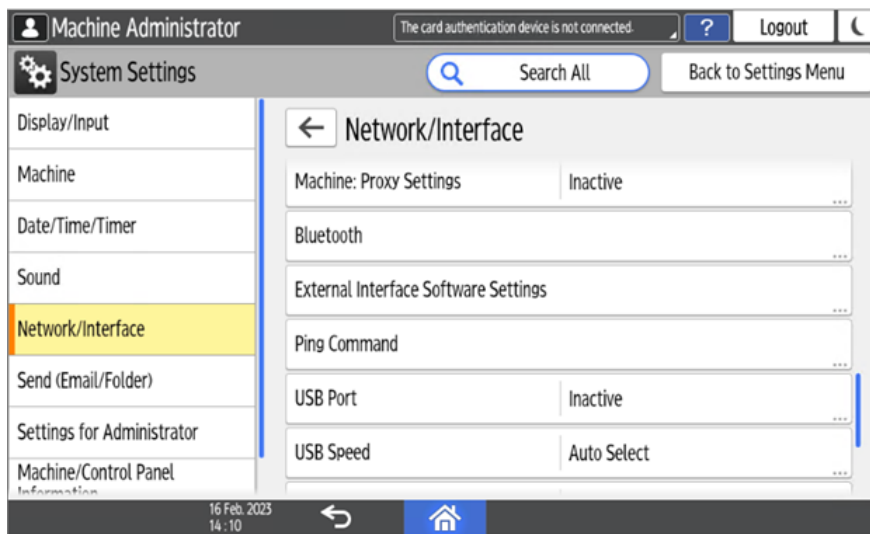 Machine Administrator
The card authentication device is not connected.
?
Logout
System Settings
Search All
Back to Settings Menu
Display/Input
Machine
Date/Time/Timer
Sound
Network/Interface
Send (Email/Folder)
Settings for Administrator
Machine/Control Panel
Information
Network/Interface
Machine: Proxy Settings Inactive
...
Bluetooth
...
External Interface Software Settings
...
Ping Command
...
USB Port Inactive
...
USB Speed Auto Select
...
16 Feb. 2023
14:10